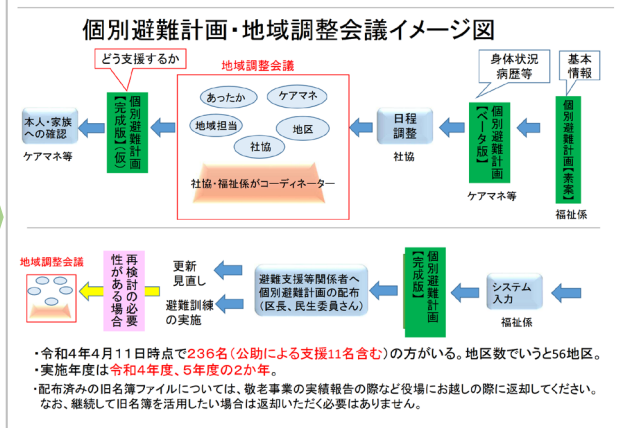 個別避難計画・地域調整会議イメージ図
どう支援するか
地域調整会議
身体状況
病歴等
基本
情報
本人・家族
への確認
ケアマネ等
個別避難計画
【完成版】(仮)
あったか
ケアマネ
地域担当
地区
社協
社協・福祉係がコーディネーター
日程
調整
社協
個別避難計画
【ベータ版】
ケアマネ等
個別避難計画【素案】
福祉係
地域調整会議
再検討の必要
性がある場合
更新
見直し
避難訓練
の実施
避難支援等関係者へ
個別避難計画の配布
(区長、民生委員さん)
個別避難計画
【完成版】
システム
入力
福祉係
・令和4年4月11日時点で236名(公助による支援11名含む)の方がいる。地区数でいうと56地区。
・実施年度は令和4年度、5年度の2か年。
・配布済みの旧名簿ファイルについては、敬老事業の実績報告の際など役場にお越しの際に返却してください。
なお、継続して旧名簿を活用したい場合は返却いただく必要はありません。